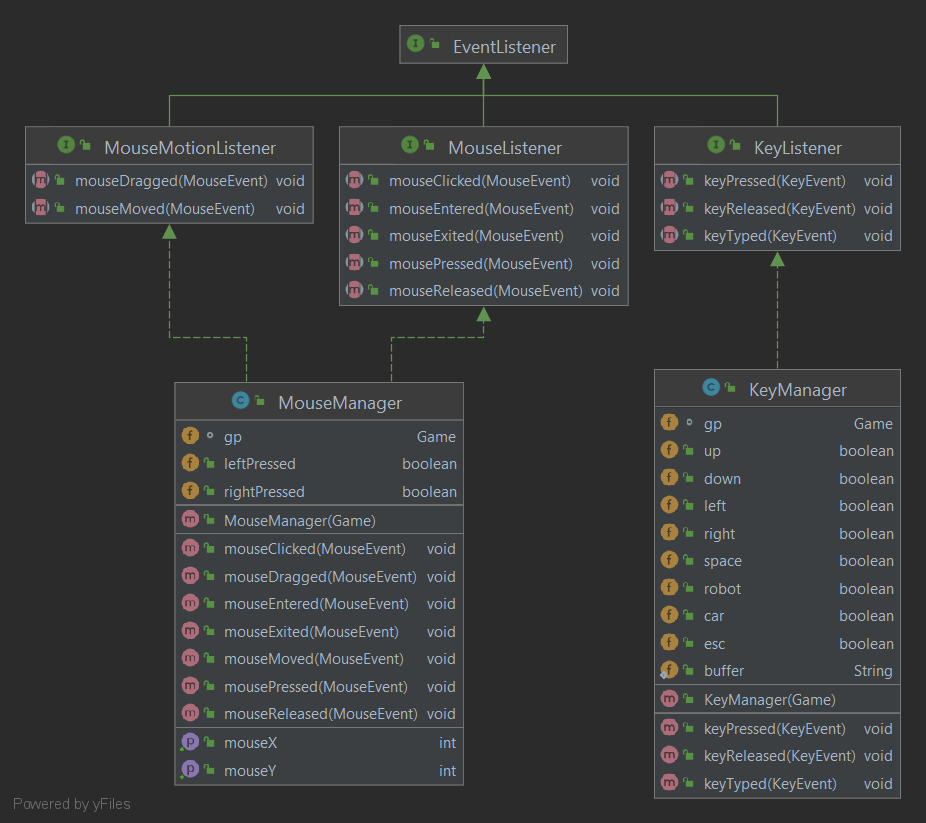 EventListener
MouseMotionListener
mouseDragged(MouseEvent) void
mouseMoved(MouseEvent) void
MouseListener
mouseClicked(MouseEvent) void
mouseEntered(MouseEvent) void
mouseExited(MouseEvent) void
mousePressed(MouseEvent) void
mouseReleased(MouseEvent) void
KeyListener
keyPressed(KeyEvent) void
keyReleased(KeyEvent) void
keyTyped(KeyEvent) void
MouseManager
gp Game
leftPressed boolean
rightPressed boolean
MouseManager(Game)
mouseClicked(MouseEvent) void
mouseDragged(MouseEvent) void
mouseEntered(MouseEvent) void
mouseExited(MouseEvent) void
mouseMoved(MouseEvent) void
mousePressed(MouseEvent) void
mouseReleased(MouseEvent) void
mouseX int
mouseY int
KeyManager
gp Game
up boolean
down boolean
left boolean
right boolean
space boolean
robot boolean
car boolean
esc boolean
buffer String
KeyManager(Game)
keyPressed(KeyEvent) void
keyReleased(KeyEvent) void
keyTyped(KeyEvent) void
Powered by yFiles